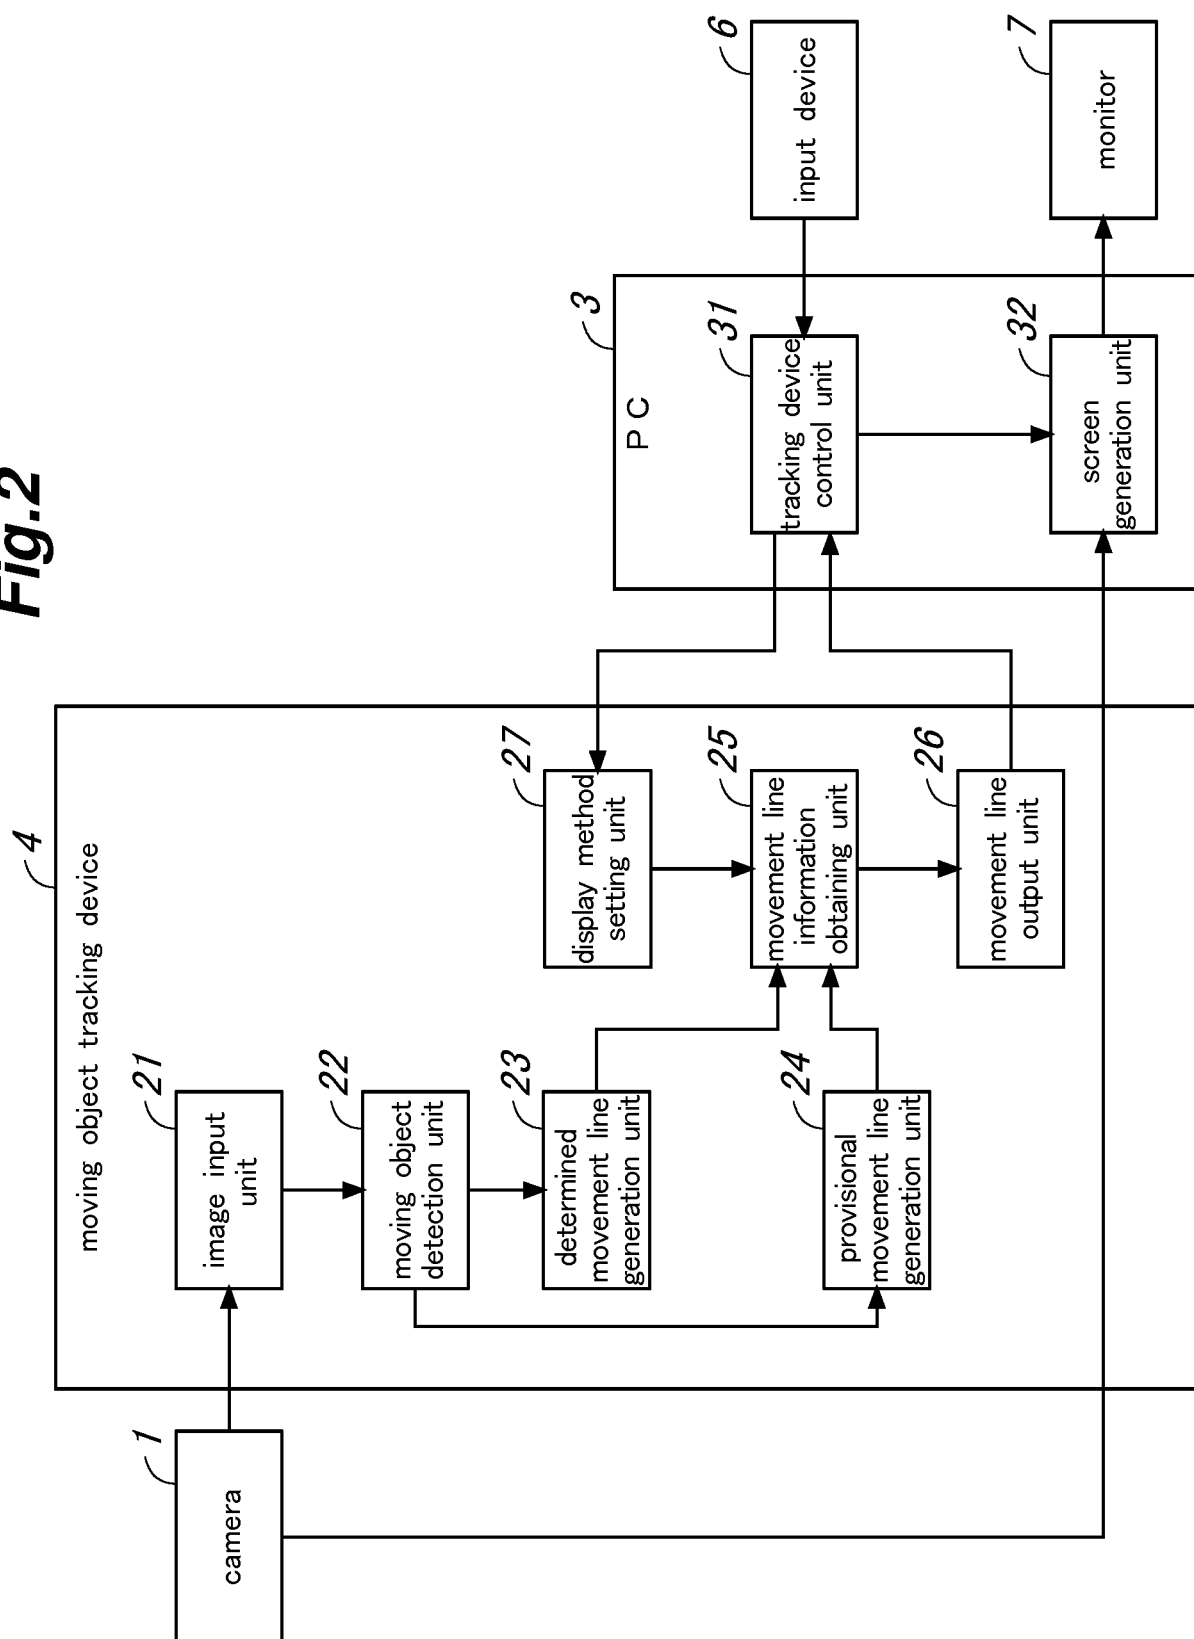 Fig.2
4
moving object tracking device
1
camera
21
image input
unit
22
moving object
detection unit
23
determined
movement line
generation unit
24
provisional
movement line
generation unit
27
display method
setting unit
25
movement line
information
obtaining unit
26
movement line
output unit
3
PC
31
tracking device
control unit
32
screen
generation unit
6
input device
7
monitor